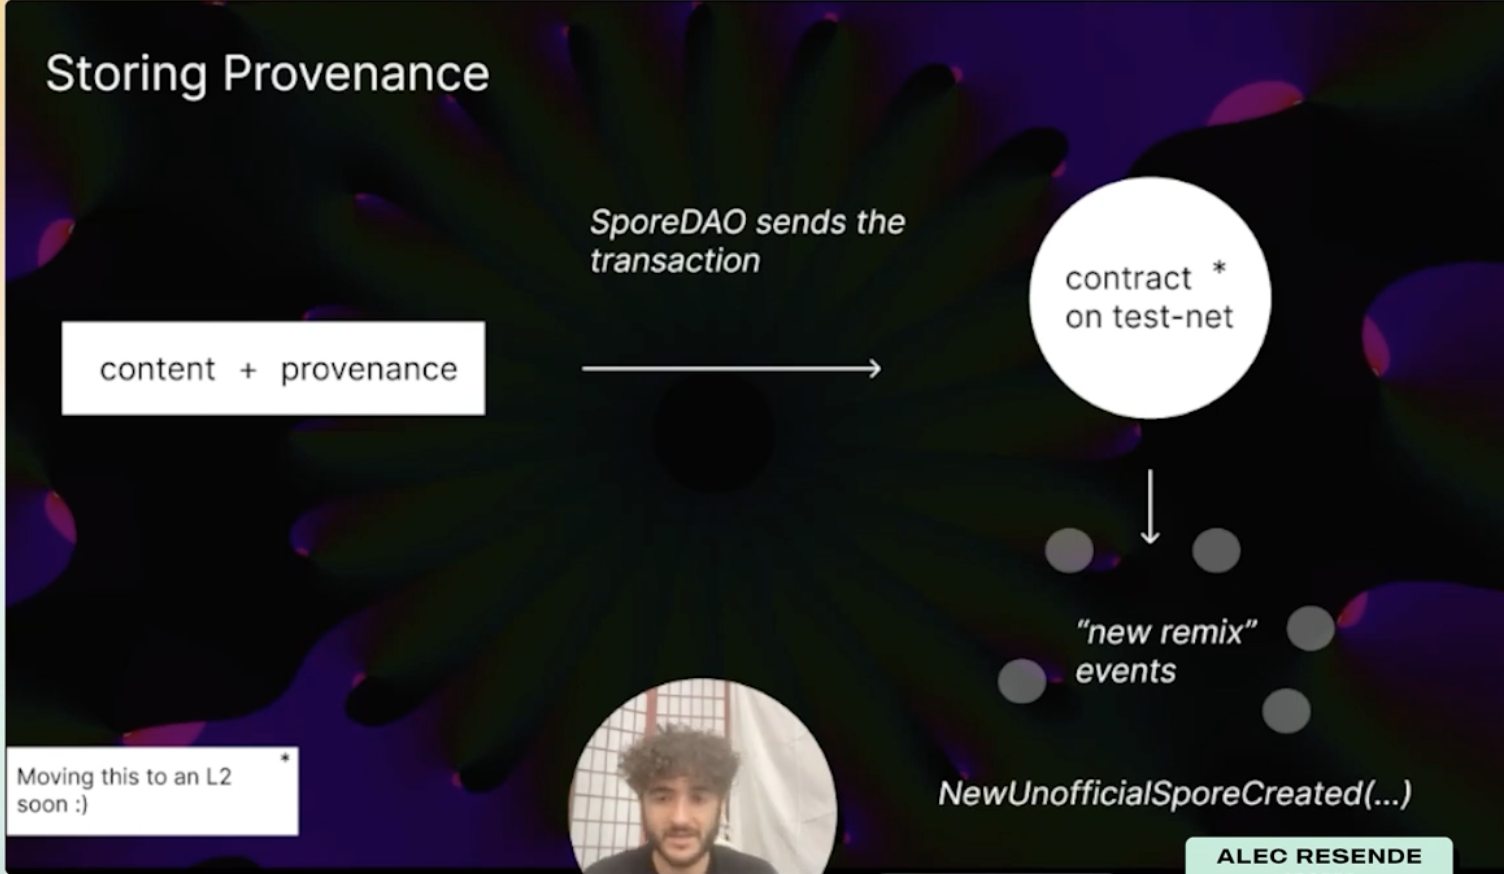 Storing Provenance
SporeDAO sends the
transaction
content + provenance
contract *
on test-net
"new remix"
events
NewUnofficialSporeCreated(...)
*
Moving this to an L2
soon :)
ALEC RESENDE